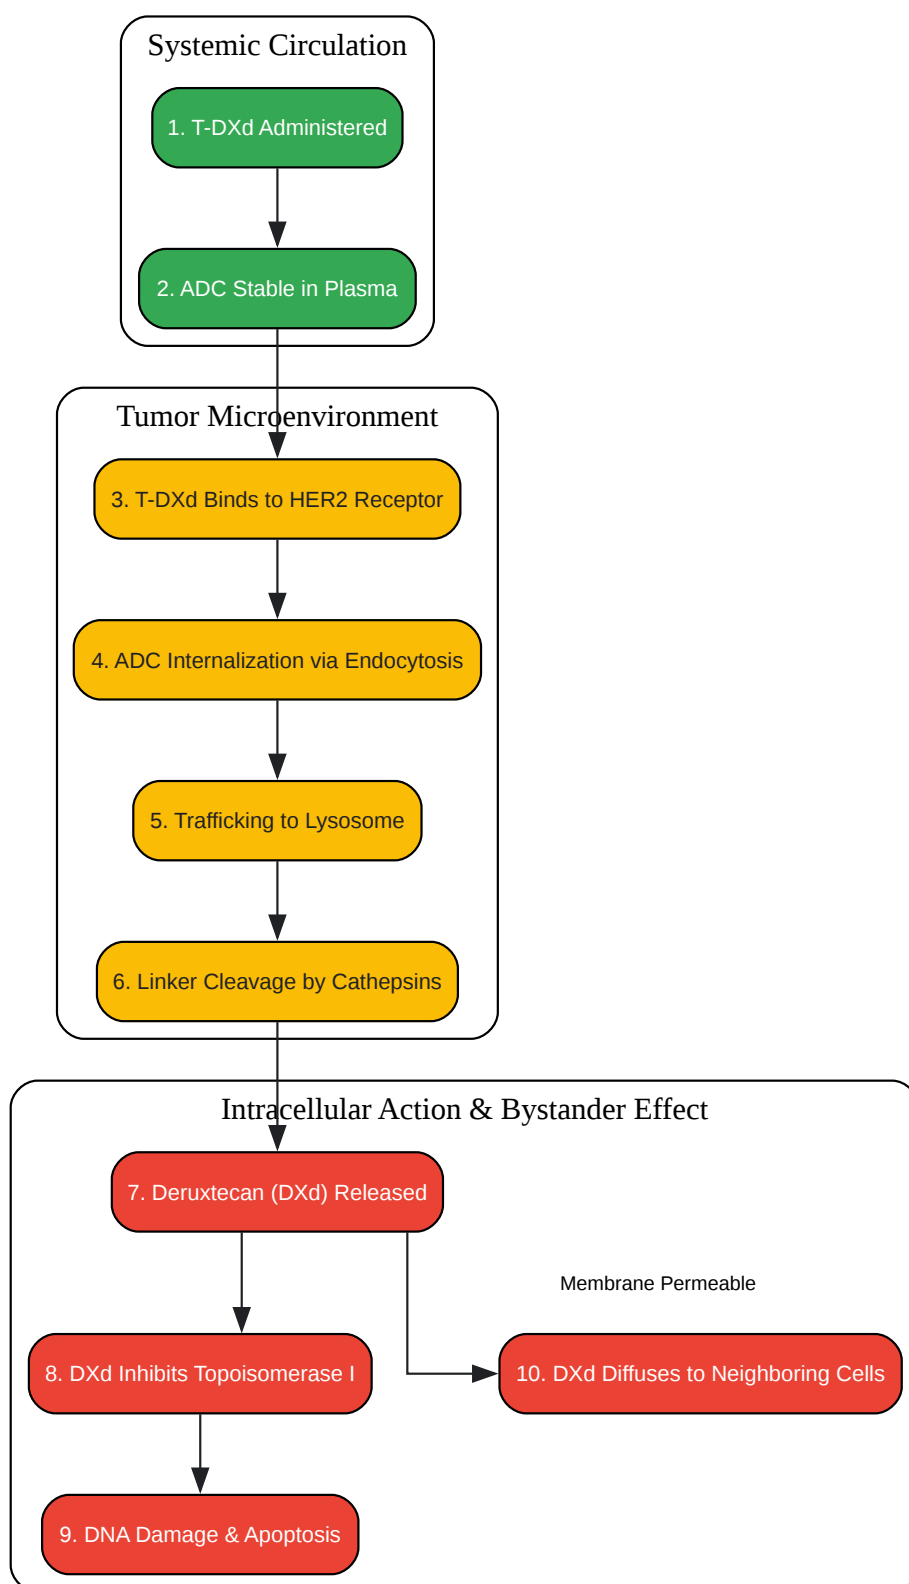 Systemic Circulation
1. T-DXd Administered
2. ADC Stable in Plasma
Tumor Microenvironment
3. T-DXd Binds to HER2 Receptor
4. ADC Internalization via Endocytosis
5. Trafficking to Lysosome
6. Linker Cleavage by Cathepsins
Intracellular Action & Bystander Effect
7. Deruxtecan (DXd) Released
Membrane Permeable
8. DXd Inhibits Topoisomerase I
10. DXd Diffuses to Neighboring Cells
9. DNA Damage & Apoptosis